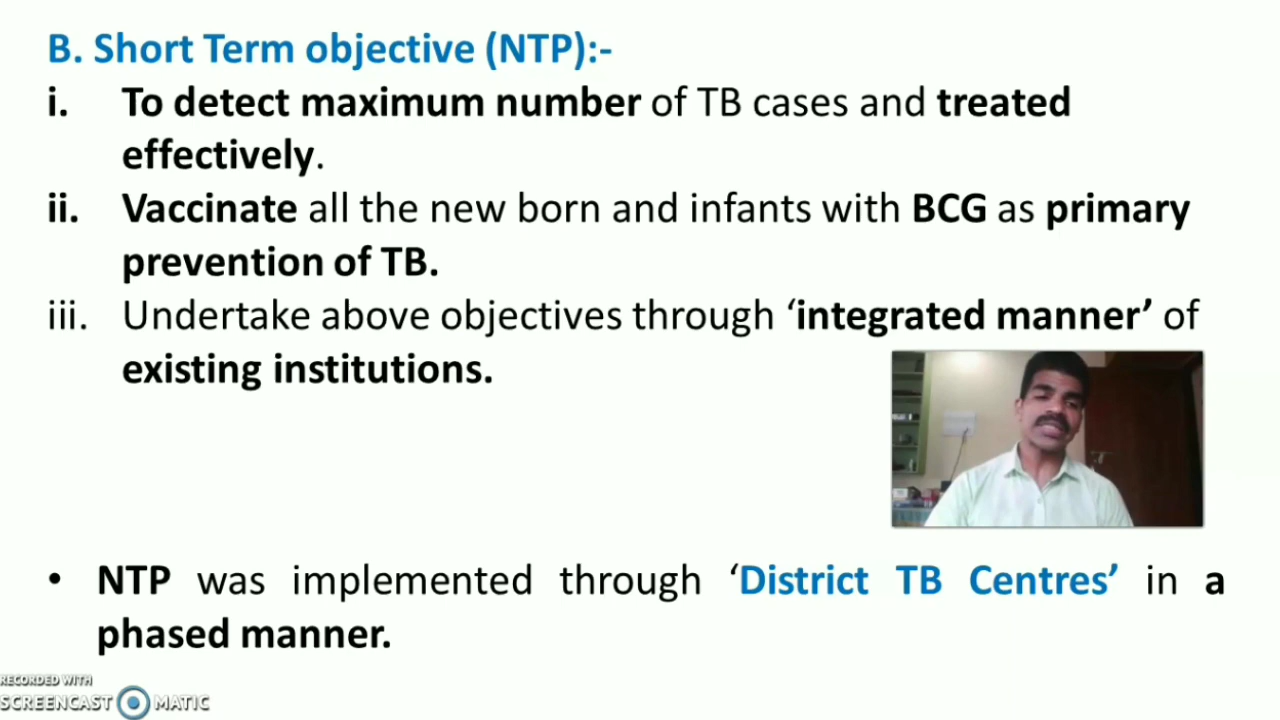 B. Short Term objective (NTP):-
i. To detect maximum number of TB cases and treated
effectively.
ii. Vaccinate all the new born and infants with BCG as primary
prevention of TB.
iii. Undertake above objectives through ‘integrated manner’ of
existing institutions.
• NTP was implemented through ‘District TB Centres’ in a
phased manner.
RECORDED WITH
SCREENCAST MATIC